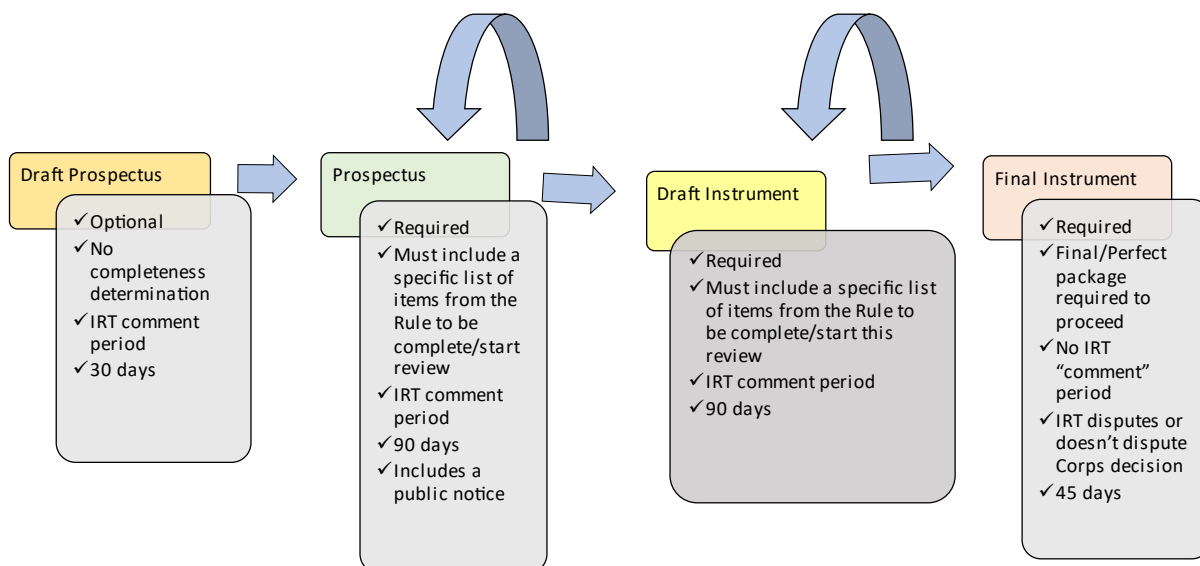 Draft Prospectus
✓Optional
✓No
completeness
determination
✓IRT comment
period
✓30 days
Prospectus
✓Required
✓Must include a
specific list of
items from the
Rule to be
complete/start
review
✓IRT comment
period
✓90 days
✓Includes a
public notice
Draft Instrument
✓Required
✓Must include a specific list
of items from the Rule to
be complete/start this
review
✓IRT comment period
✓90 days
Final Instrument
✓Required
✓Final/Perfect
package
required to
proceed
✓No IRT
“comment”
period
✓IRT disputes or
doesn’t dispute
Corps decision
✓45 days